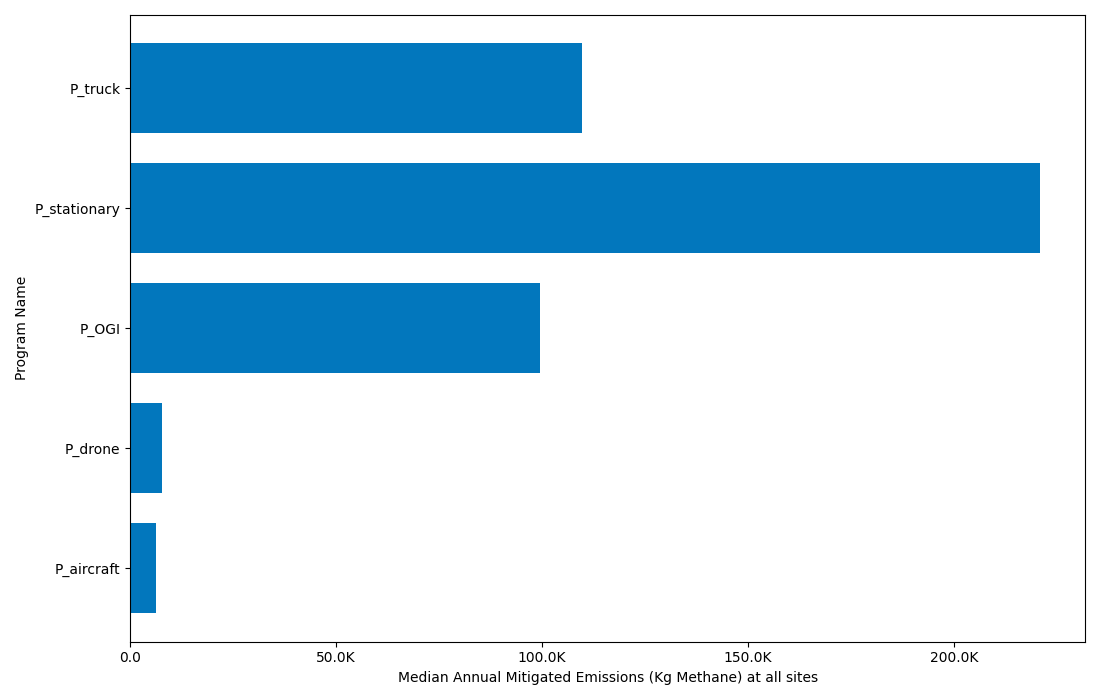 P_truck
P_stationary
P_OGI
P_drone
P_aircraft
Program Name
0.0 50.0K 100.0K 150.0K 200.0K
Median Annual Mitigated Emissions (Kg Methane) at all sites